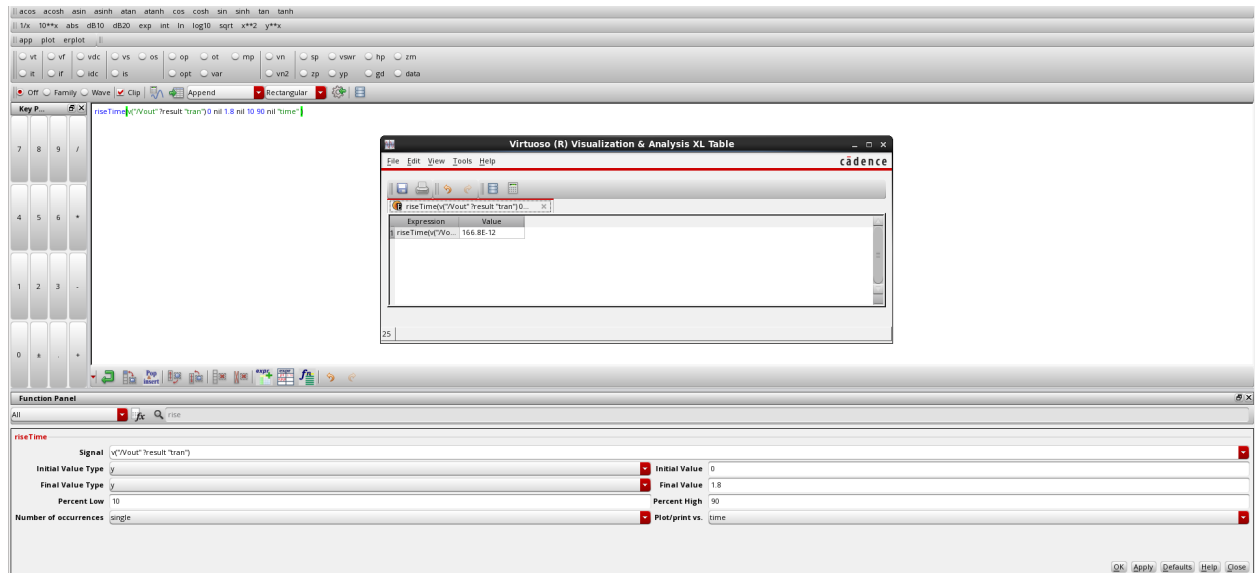 acos acosh asin asinh atan atanh cos cosh sin sinh tan tanh
1/x 10**x abs dB10 dB20 exp int ln log10 sqrt x**2 y**x
app plot erplot
vt vf vdc vs os op ot mp vn sp vswr hp zm
it if idc is opt var vn2 zp yp gd data
Off Family Wave Clip Append Rectangular
Key P...
riseTime(v("/Vout" ?result "tran") 0 nil 1.8 nil 10 90 nil "time" )
7 8 9 /
4 5 6 *
1 2 3 -
0 ± . +
Virtuoso (R) Visualization & Analysis XL Table
File Edit View Tools Help
cādence
riseTime(v("/Vout" ?result "tran") 0...
Expression Value
1 riseTime(v("/Vo... 166.8E-12
25
Pop
insert
expr
expr
fn
Function Panel
All fx rise
riseTime
Signal v("/Vout" ?result "tran")
Initial Value Type y Initial Value 0
Final Value Type y Final Value 1.8
Percent Low 10 Percent High 90
Number of occurrences single Plot/print vs. time
OK Apply Defaults Help Close